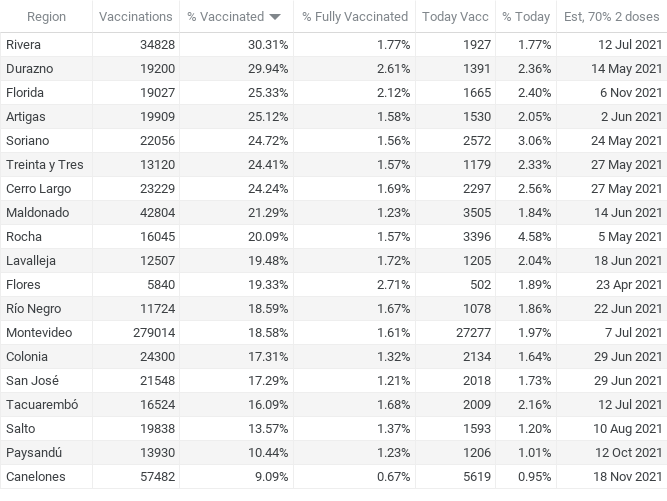 Region Vaccinations % Vaccinated % Fully Vaccinated Today Vacc % Today Est, 70% 2 doses
Rivera 34828 30.31% 1.77% 1927 1.77% 12 Jul 2021
Durazno 19200 29.94% 2.61% 1391 2.36% 14 May 2021
Florida 19027 25.33% 2.12% 1665 2.40% 6 Nov 2021
Artigas 19909 25.12% 1.58% 1530 2.05% 2 Jun 2021
Soriano 22056 24.72% 1.56% 2572 3.06% 24 May 2021
Treinta y Tres 13120 24.41% 1.57% 1179 2.33% 27 May 2021
Cerro Largo 23229 24.24% 1.69% 2297 2.56% 27 May 2021
Maldonado 42804 21.29% 1.23% 3505 1.84% 14 Jun 2021
Rocha 16045 20.09% 1.57% 3396 4.58% 5 May 2021
Lavalleja 12507 19.48% 1.72% 1205 2.04% 18 Jun 2021
Flores 5840 19.33% 2.71% 502 1.89% 23 Apr 2021
Río Negro 11724 18.59% 1.67% 1078 1.86% 22 Jun 2021
Montevideo 279014 18.58% 1.61% 27277 1.97% 7 Jul 2021
Colonia 24300 17.31% 1.32% 2134 1.64% 29 Jun 2021
San José 21548 17.29% 1.21% 2018 1.73% 29 Jun 2021
Tacuarembó 16524 16.09% 1.68% 2009 2.16% 12 Jul 2021
Salto 19838 13.57% 1.37% 1593 1.20% 10 Aug 2021
Paysandú 13930 10.44% 1.23% 1206 1.01% 12 Oct 2021
Canelones 57482 9.09% 0.67% 5619 0.95% 18 Nov 2021